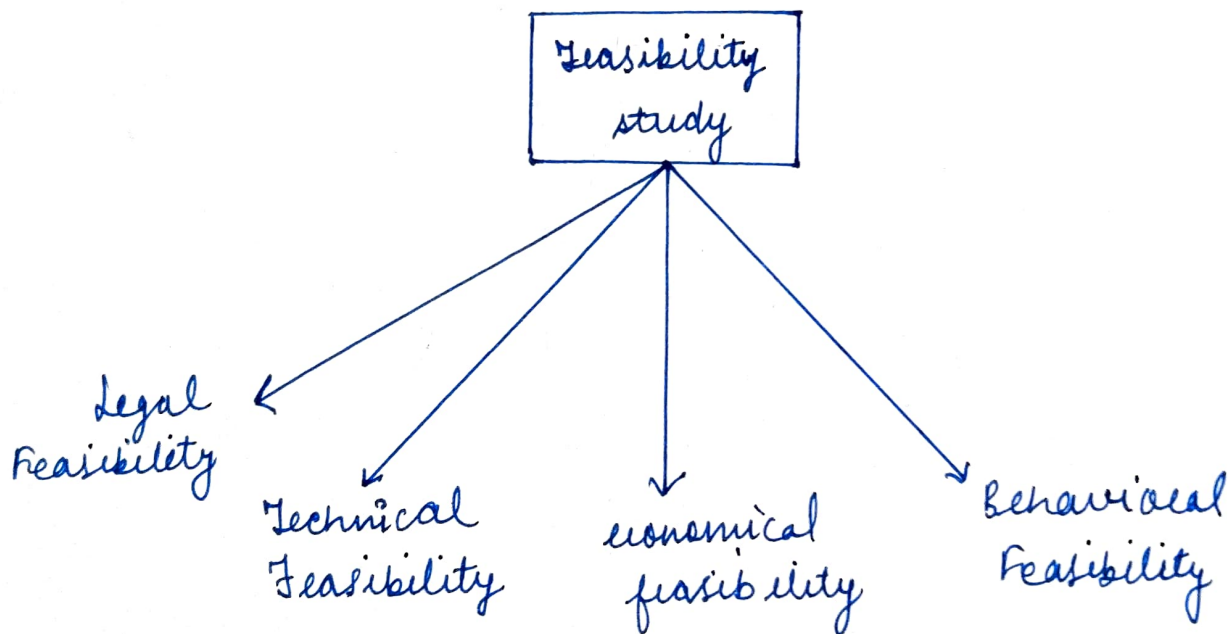 Feasibility
study
Legal
Feasibility
Technical
Feasibility
economical
feasibility
Behavioral
Feasibility